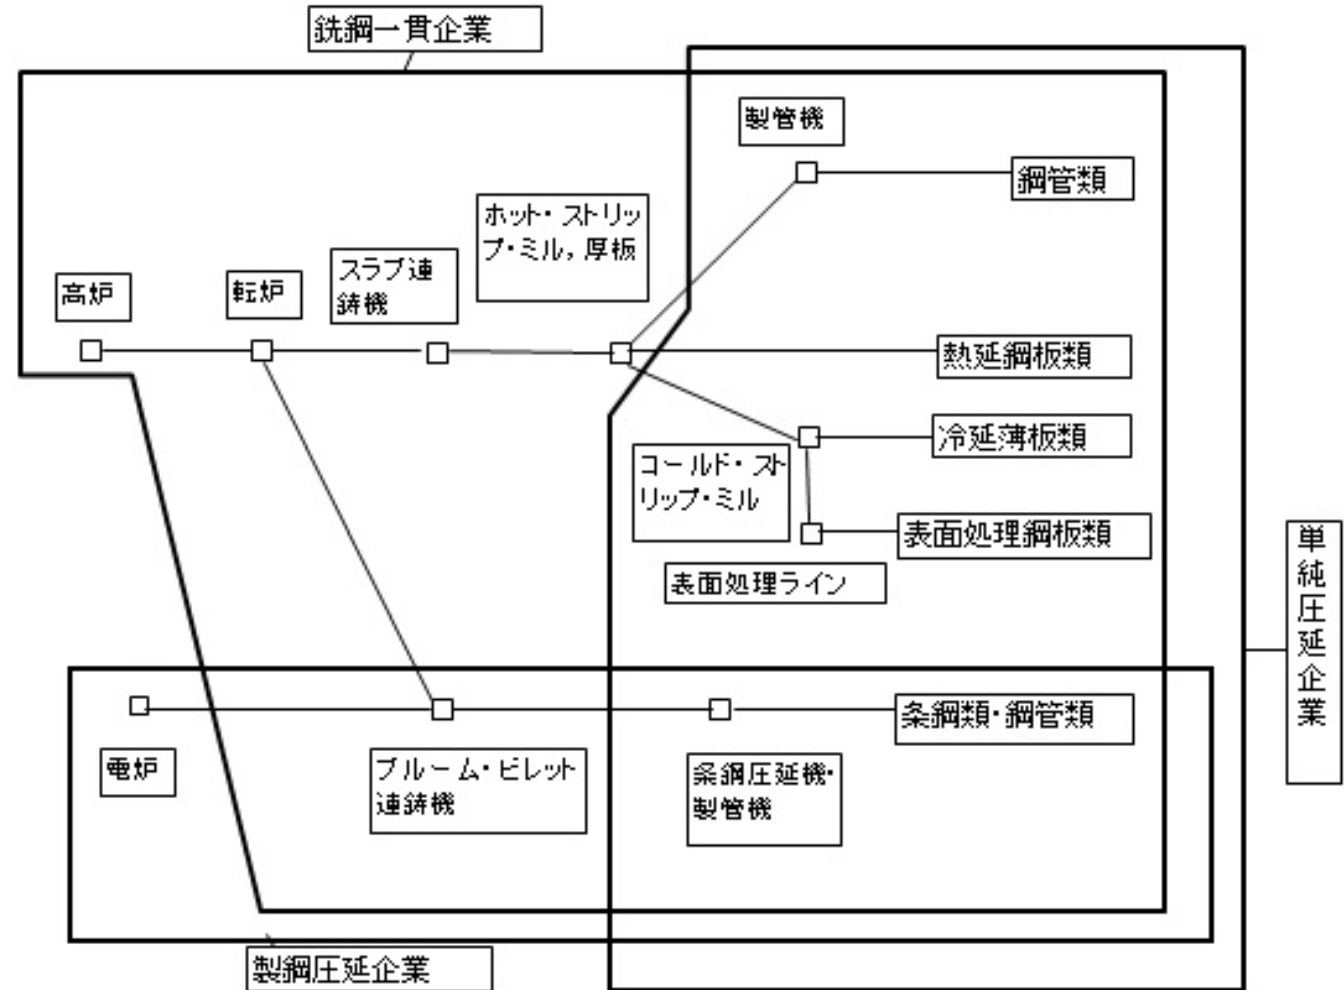 銑鋼一貫企業
製管機
鋼管類
ホット・ストリッ
プ・ミル，厚板
スラブ連
鋳機
高炉
転炉
熱延鋼板類
冷延薄板類
コールド・スト
リップ・ミル
表面処理鋼板類
表面処理ライン
単純圧延企業
条鋼類・鋼管類
電炉
ブルーム・ビレット
連鋳機
条鋼圧延機・
製管機
製鋼圧延企業